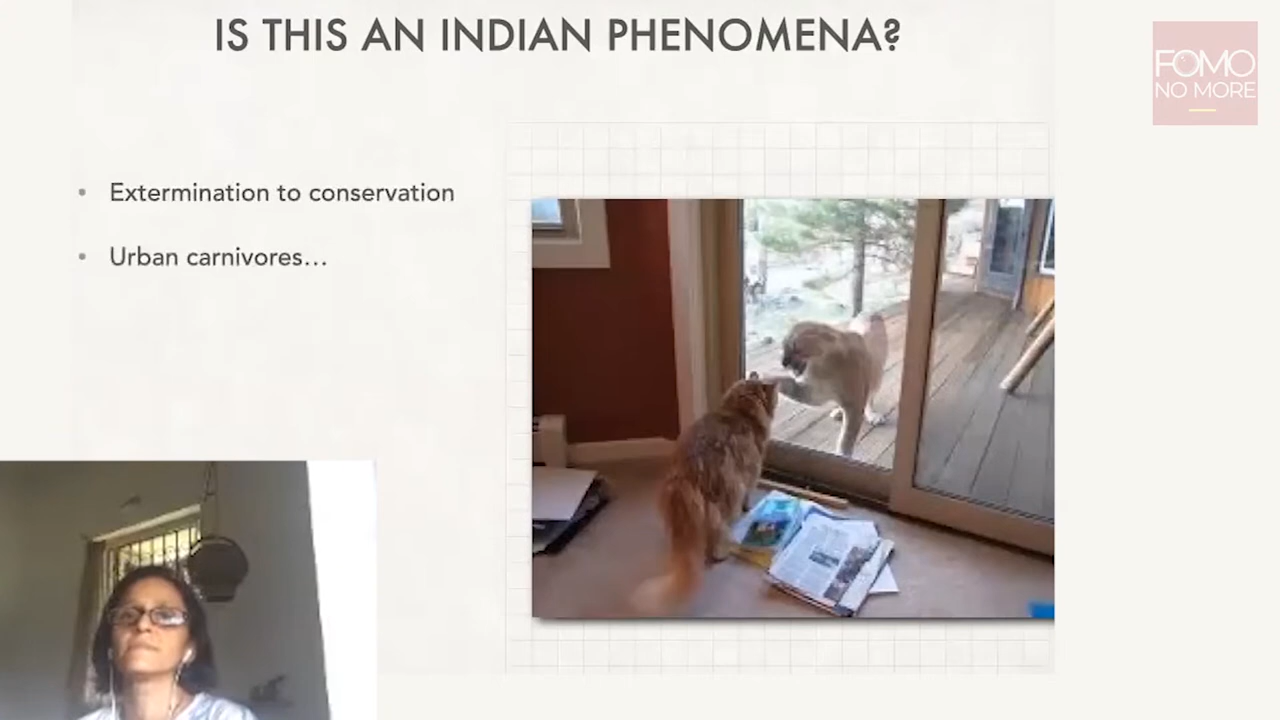 IS THIS AN INDIAN PHENOMENA?
FOMO
NO MORE
• Extermination to conservation
• Urban carnivores...